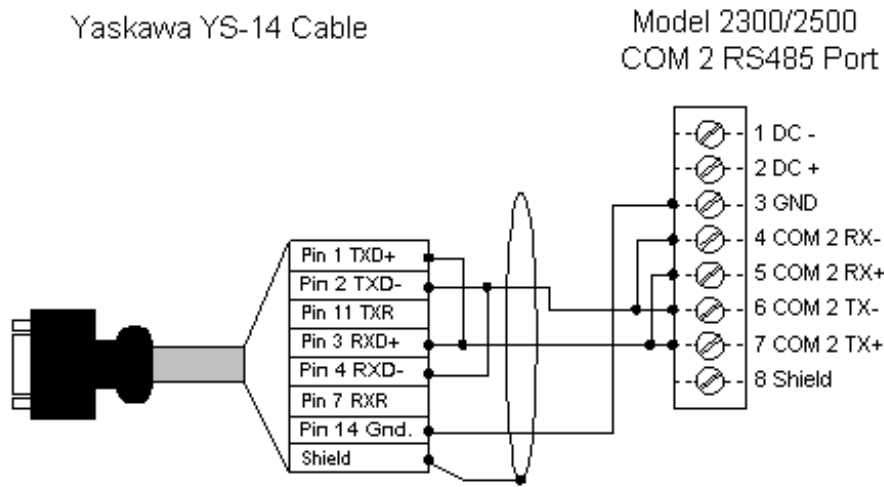 Yaskawa YS-14 Cable
Model 2300/2500
COM 2 RS485 Port
Pin 1 TXD+
Pin 2 TXD-
Pin 11 TXR
Pin 3 RXD+
Pin 4 RXD-
Pin 7 RXR
Pin 14 Gnd.
Shield
1 DC -
2 DC +
3 GND
4 COM 2 RX-
5 COM 2 RX+
6 COM 2 TX-
7 COM 2 TX+
8 Shield